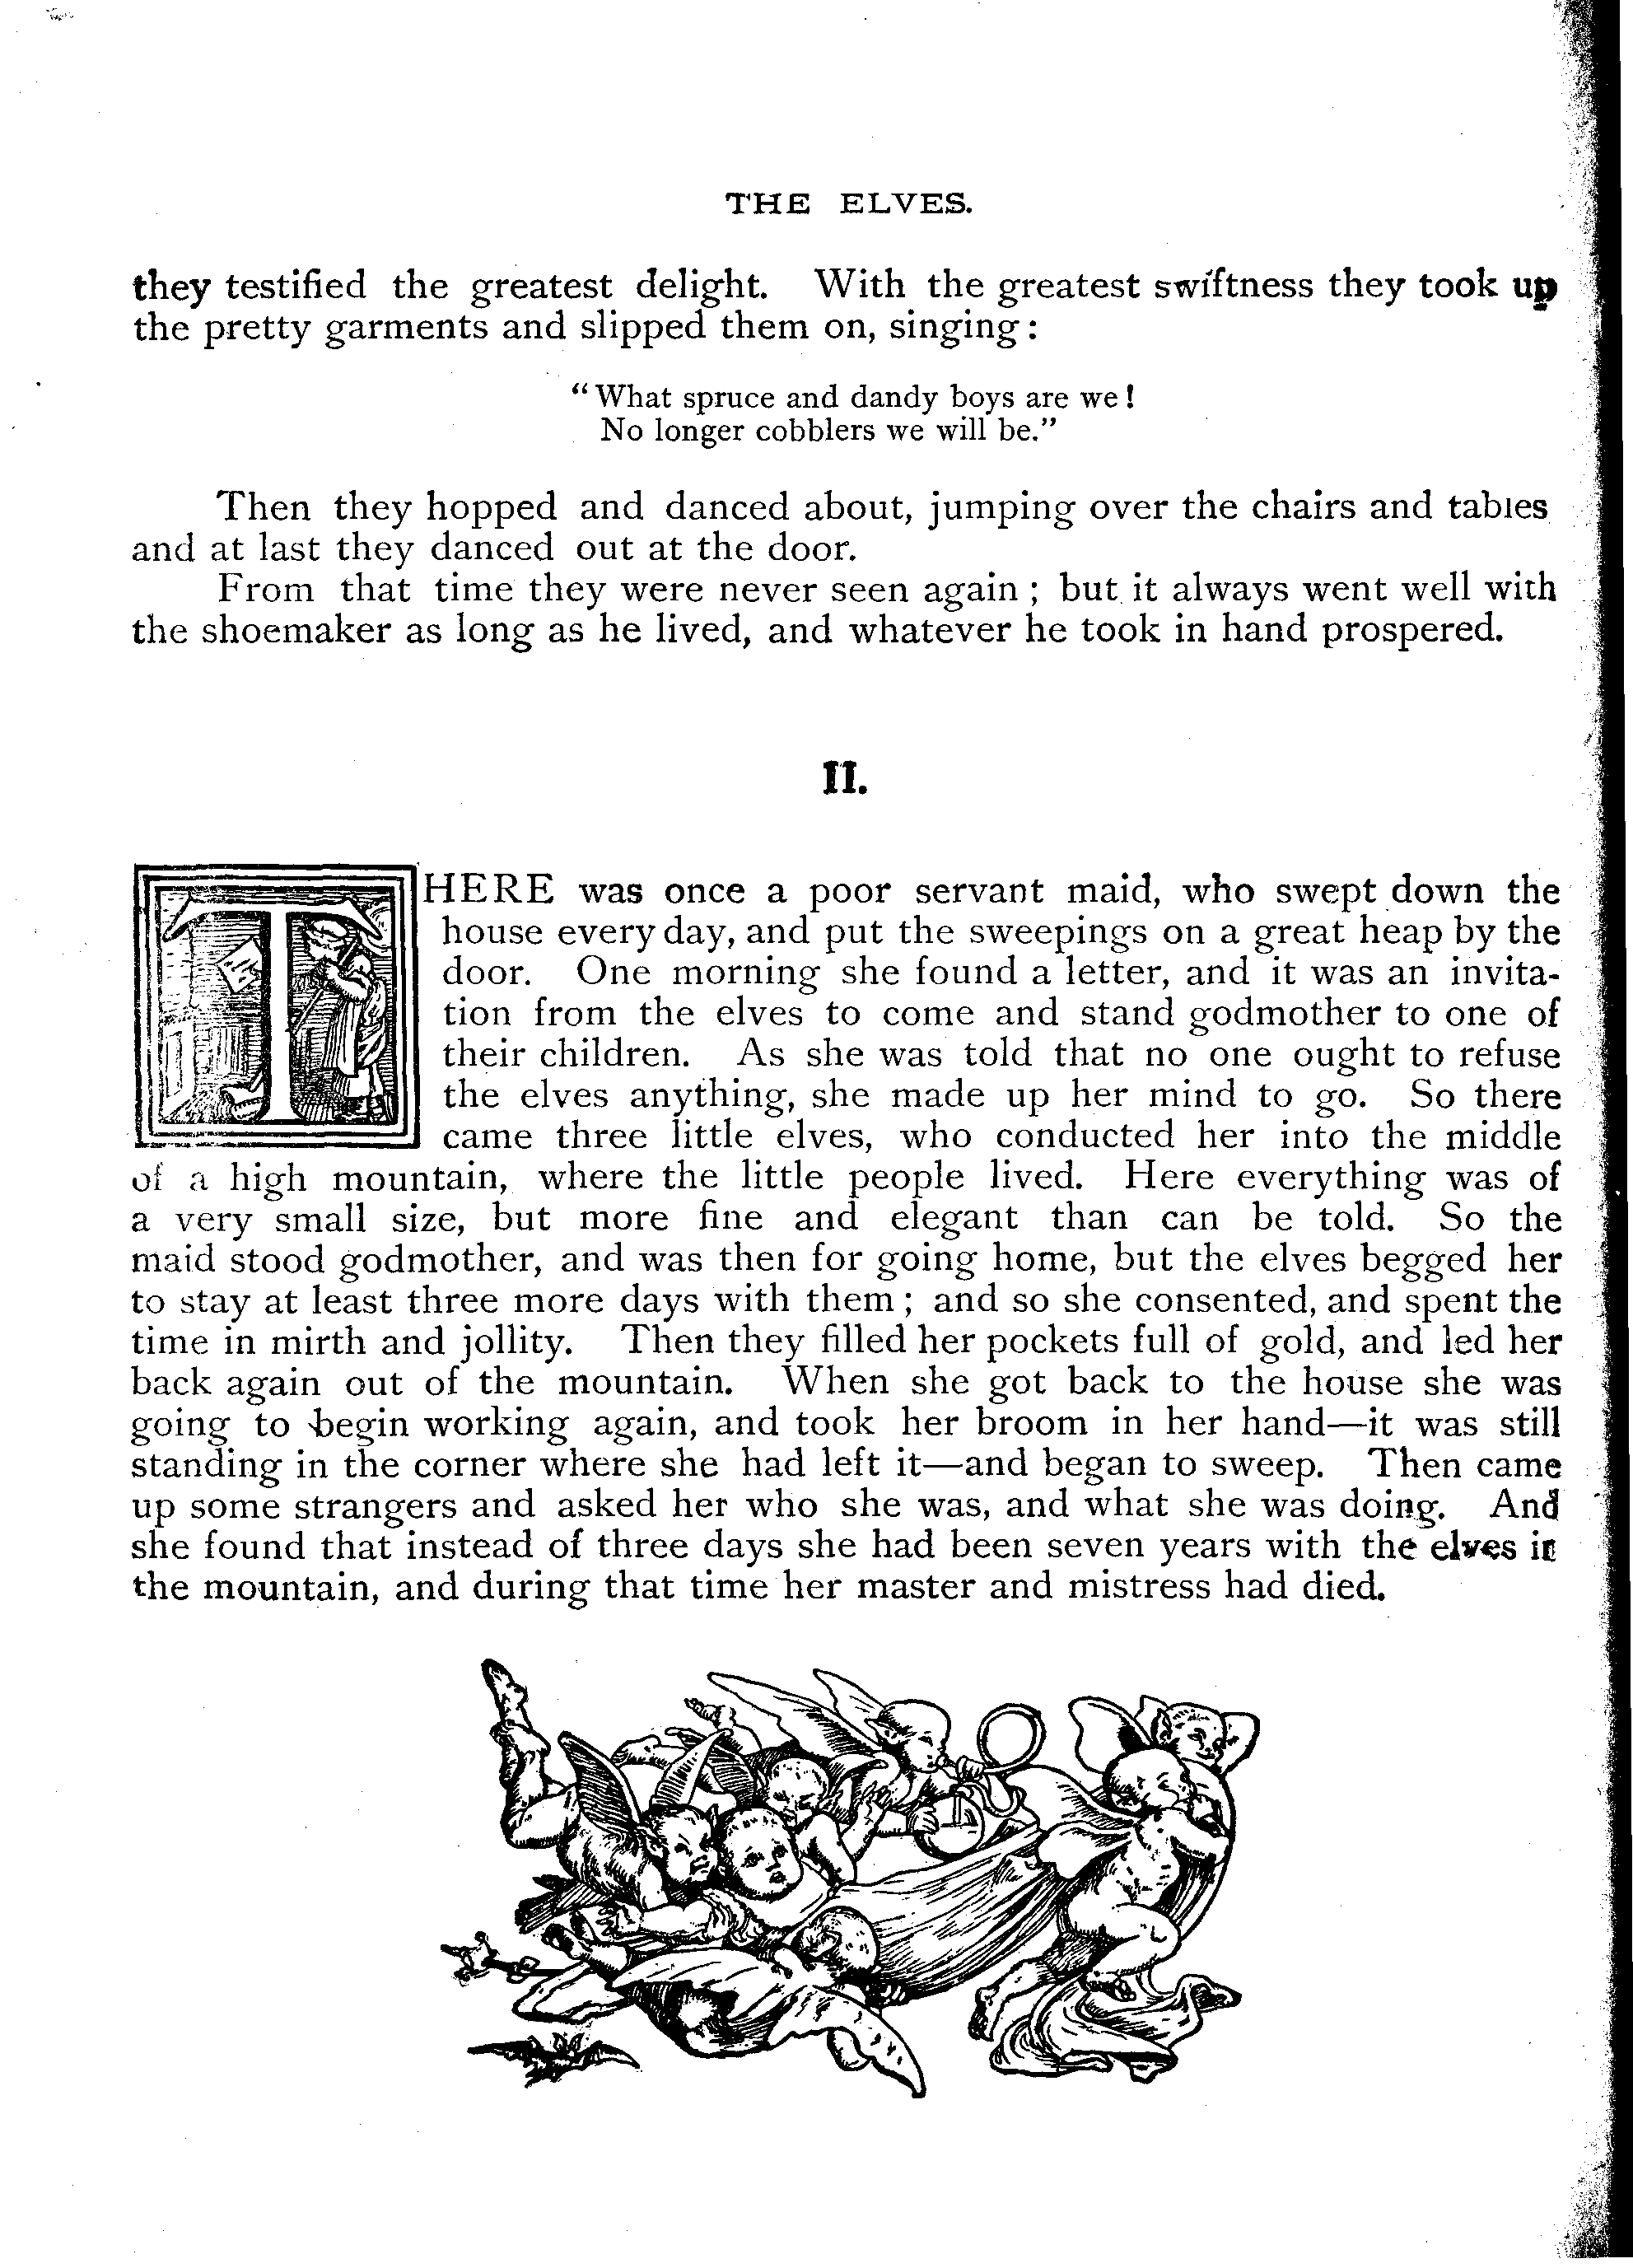 THE ELVES.
they testified the greatest delight. With the greatest swiftness they took up
the pretty garments and slipped them on, singing:
“What spruce and dandy boys are we!
No longer cobblers we will be.”
Then they hopped and danced about, jumping over the chairs and tables
and at last they danced out at the door.
From that time they were never seen again; but it always went well with
the shoemaker as long as he lived, and whatever he took in hand prospered.
II.
THERE was once a poor servant maid, who swept down the
house every day, and put the sweepings on a great heap by the
door. One morning she found a letter, and it was an invita-
tion from the elves to come and stand godmother to one of
their children. As she was told that no one ought to refuse
the elves anything, she made up her mind to go. So there
came three little elves, who conducted her into the middle
of a high mountain, where the little people lived. Here everything was of
a very small size, but more fine and elegant than can be told. So the
maid stood godmother, and was then for going home, but the elves begged her
to stay at least three more days with them; and so she consented, and spent the
time in mirth and jollity. Then they filled her pockets full of gold, and led her
back again out of the mountain. When she got back to the house she was
going to begin working again, and took her broom in her hand—it was still
standing in the corner where she had left it—and began to sweep. Then came
up some strangers and asked her who she was, and what she was doing. And
she found that instead of three days she had been seven years with the elves in
the mountain, and during that time her master and mistress had died.